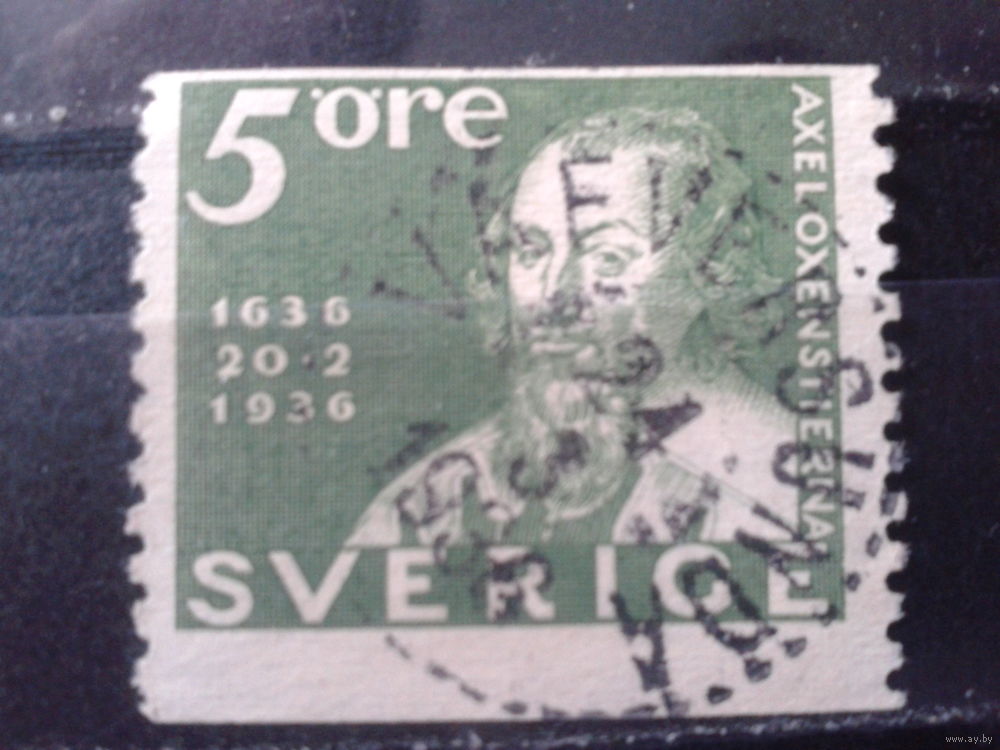 5 öre
AXEL OXENSTIERNA
1636
20 · 2
1936
SVERIGE
www.ay.by